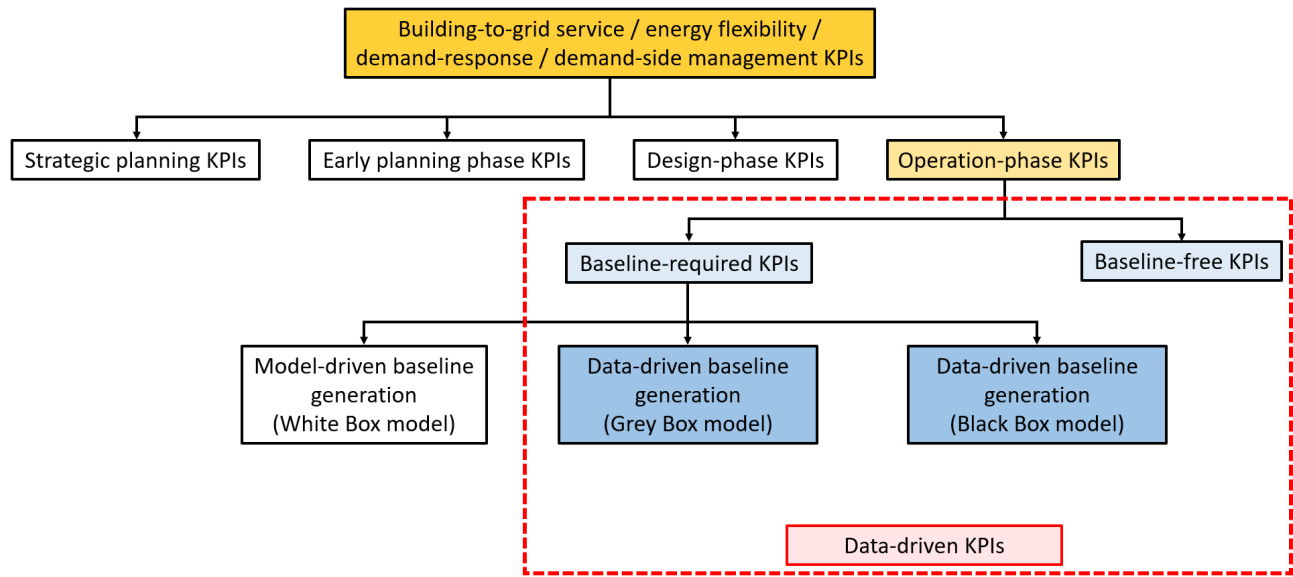 Building-to-grid service / energy flexibility /
demand-response / demand-side management KPIs
Strategic planning KPIs
Early planning phase KPIs
Design-phase KPIs
Operation-phase KPIs
Baseline-required KPIs
Baseline-free KPIs
Model-driven baseline
generation
(White Box model)
Data-driven baseline
generation
(Grey Box model)
Data-driven baseline
generation
(Black Box model)
Data-driven KPIs